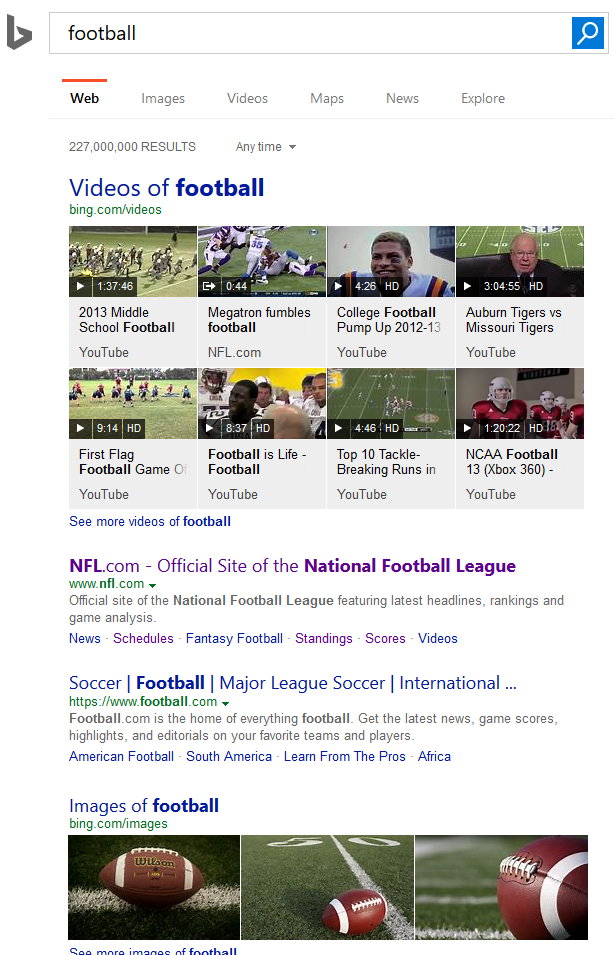 football
Web Images Videos Maps News Explore
227,000,000 RESULTS Any time
Videos of football
bing.com/videos
1:37:46
0:44
4:26 HD
3:04:55 HD
2013 Middle
School Football
YouTube
Megatron fumbles
football
NFL.com
College Football
Pump Up 2012-13
YouTube
Auburn Tigers vs
Missouri Tigers
YouTube
9:14 HD
8:37 HD
4:46 HD
1:20:22 HD
First Flag
Football Game Of
YouTube
Football is Life -
Football
YouTube
Top 10 Tackle-
Breaking Runs in
YouTube
NCAA Football
13 (Xbox 360) -
YouTube
See more videos of football
NFL.com - Official Site of the National Football League
www.nfl.com
Official site of the National Football League featuring latest headlines, rankings and
game analysis.
News · Schedules · Fantasy Football · Standings · Scores · Videos
Soccer | Football | Major League Soccer | International ...
https://www.football.com
Football.com is the home of everything football. Get the latest news, game scores,
highlights, and editorials on your favorite teams and players.
American Football · South America · Learn From The Pros · Africa
Images of football
bing.com/images
Wilson
50
See more images of football